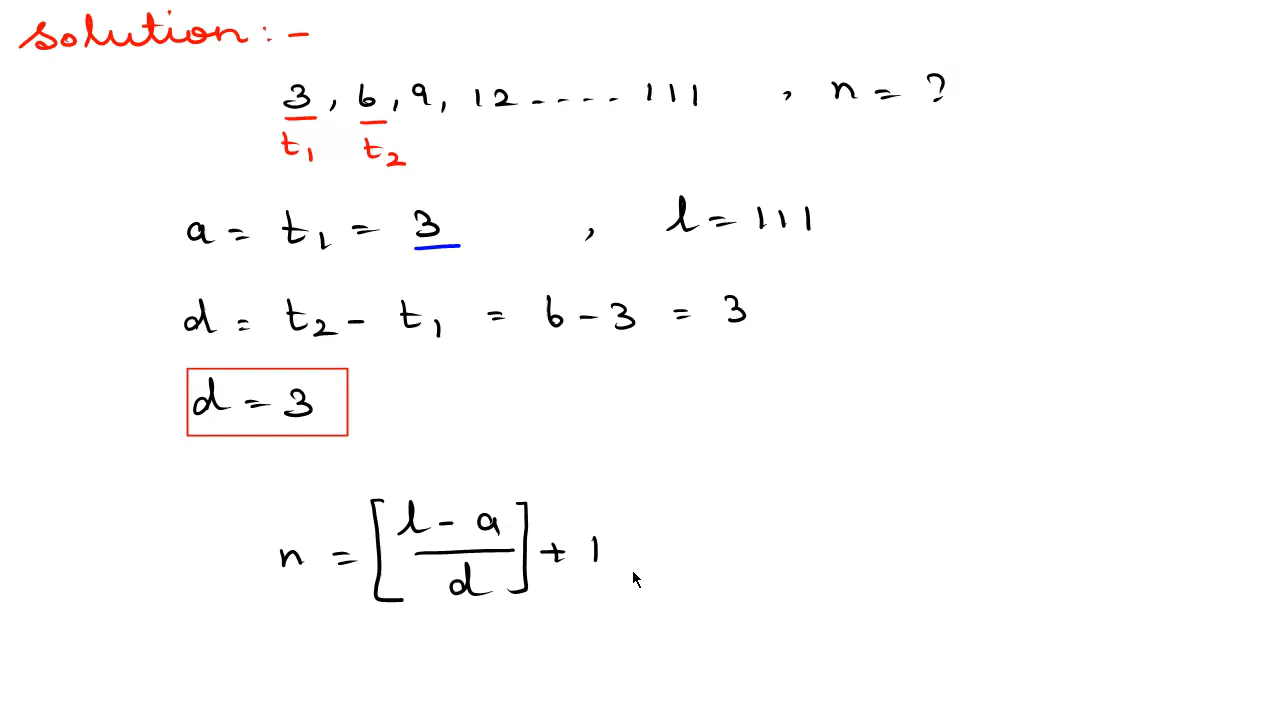 solution:-
3, 6, 9, 12 ..... 111 , n = ?
t1 t2
a = t1 = 3 , l = 111
d = t2 - t1 = 6 - 3 = 3
d = 3
n = [l - a / d] + 1